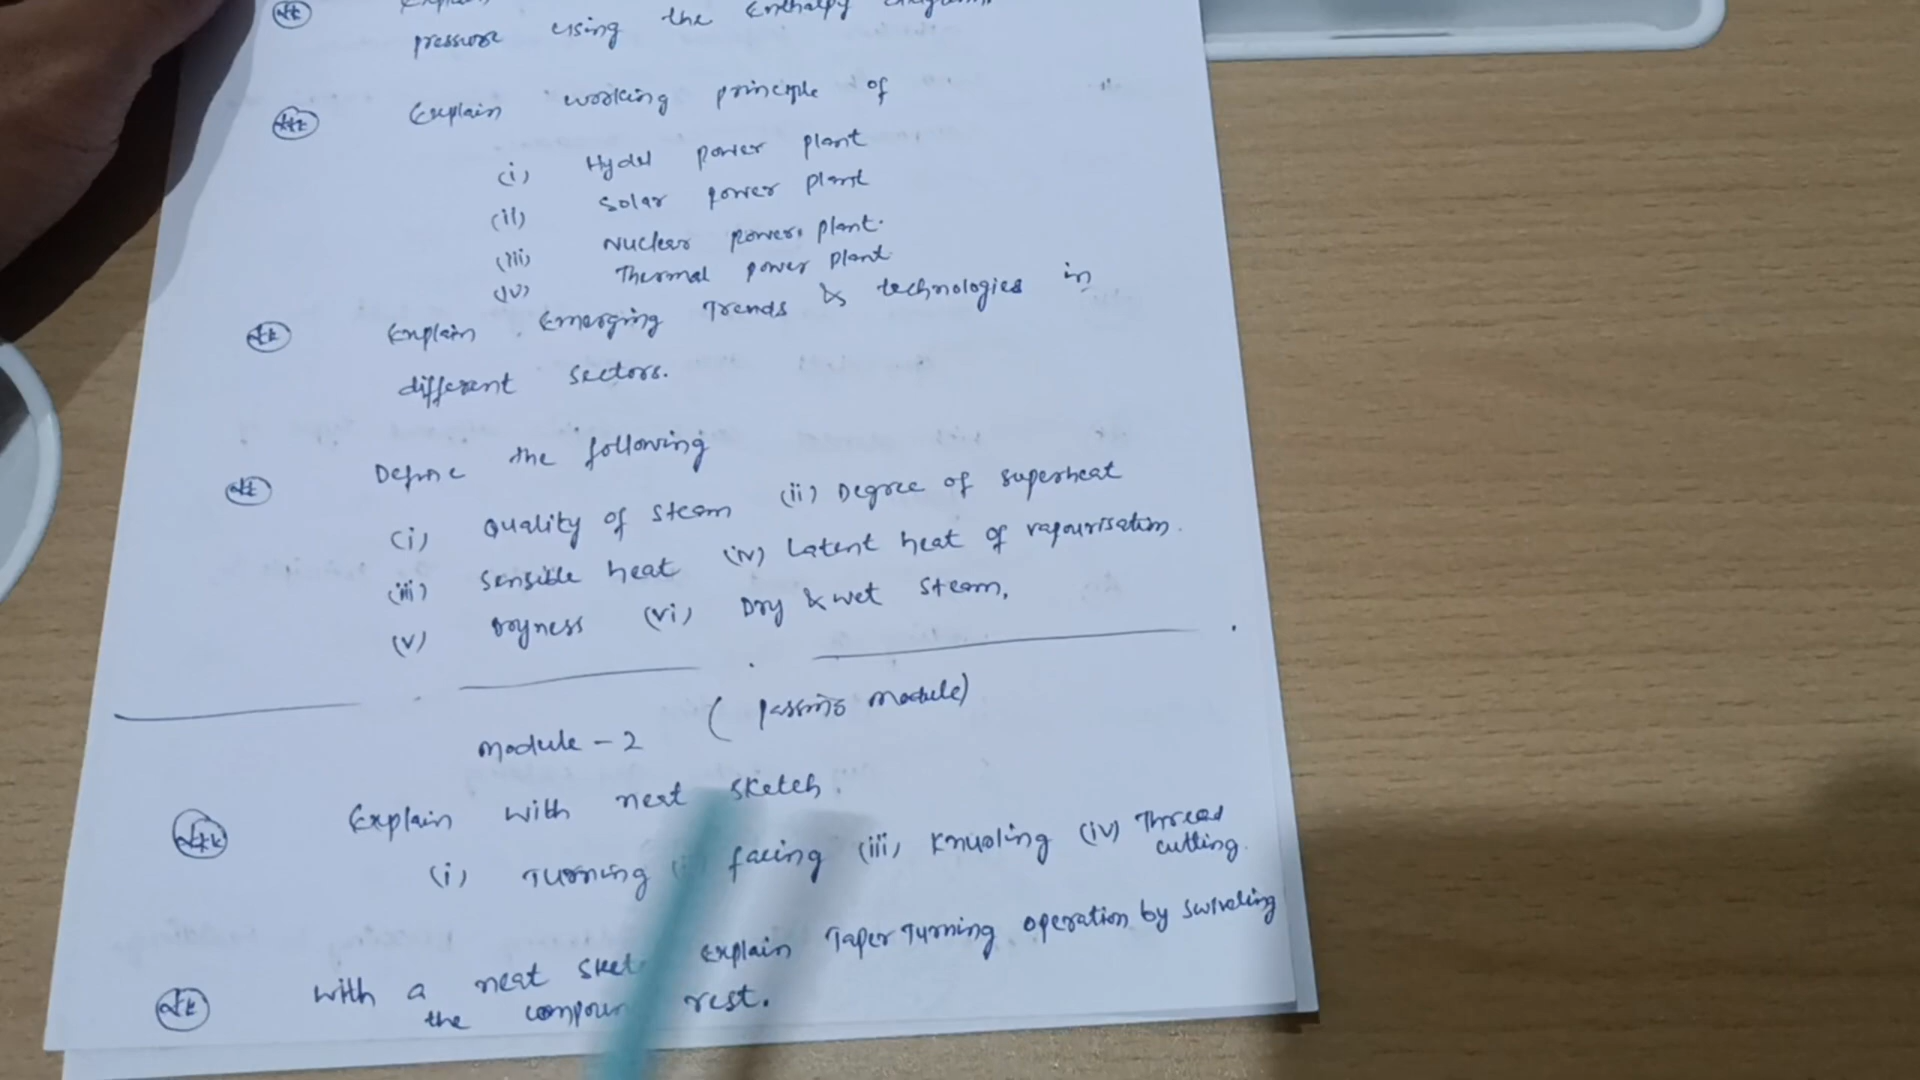 pressure using the Enthalpy
Explain working principle of
(i) Hydel power plant
(ii) solar power plant
(iii) Nuclear power plant.
(iv) Thermal power plant
Explain Emerging Trends & technologies in
different sectors.
Define the following
(i) Quality of steam (ii) Degree of superheat
(iii) sensible heat (iv) Latent heat of vapourisation.
(v) Dryness (vi) Dry & wet steam.
Module - 2 (Passing Module)
Explain with neat sketch.
(i) Turning facing (iii) Knurling (iv) Thread
cutting.
with a neat explain Taper Turning operation by swiveling
the rest.